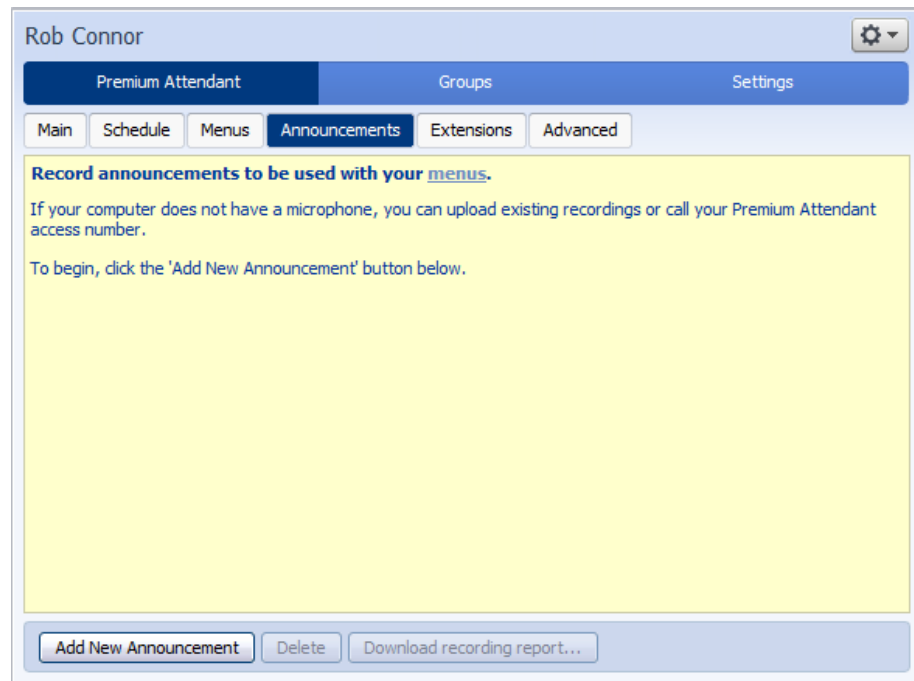 Rob Connor
Premium Attendant Groups Settings
Main Schedule Menus Announcements Extensions Advanced
Record announcements to be used with your menus.
If your computer does not have a microphone, you can upload existing recordings or call your Premium Attendant
access number.
To begin, click the 'Add New Announcement' button below.
Add New Announcement Delete Download recording report...